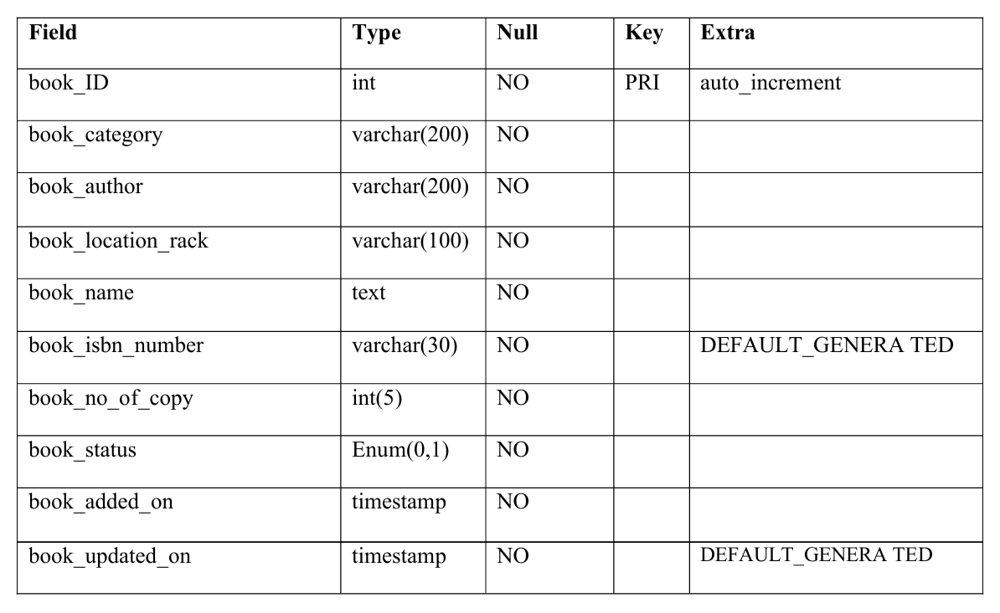 Field Type Null Key Extra
book_ID int NO PRI auto_increment
book_category varchar(200) NO
book_author varchar(200) NO
book_location_rack varchar(100) NO
book_name text NO
book_isbn_number varchar(30) NO DEFAULT_GENERA TED
book_no_of_copy int(5) NO
book_status Enum(0,1) NO
book_added_on timestamp NO
book_updated_on timestamp NO DEFAULT_GENERA TED